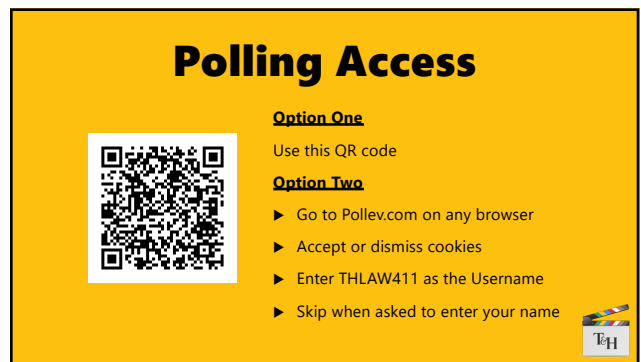 Polling Access
Option One
Use this QR code
Option Two
▶ Go to Pollev.com on any browser
▶ Accept or dismiss cookies
▶ Enter THLAW411 as the Username
▶ Skip when asked to enter your name
T&H